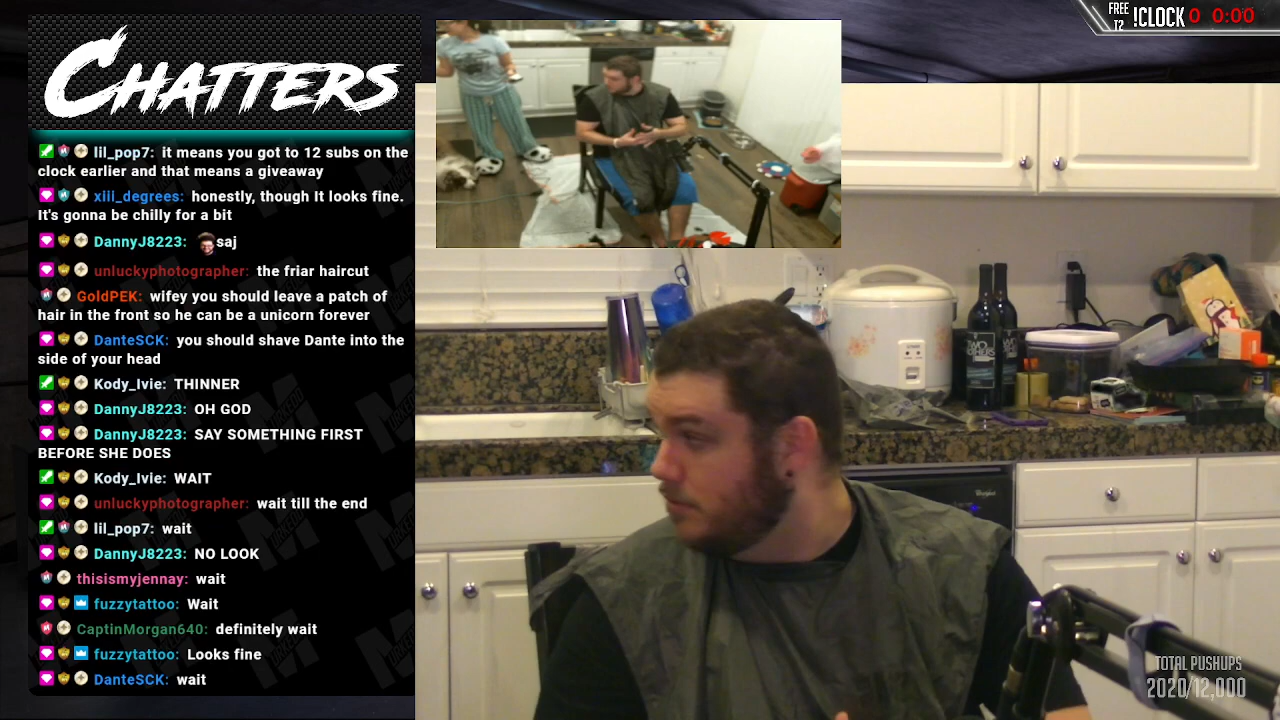 FREE
T2
!CLOCK 0 0:00
CHATTERS
lil_pop7: it means you got to 12 subs on the
clock earlier and that means a giveaway
xiii_degrees: honestly, though It looks fine.
It's gonna be chilly for a bit
DannyJ8223: saj
unluckyphotographer: the friar haircut
GoldPEK: wifey you should leave a patch of
hair in the front so he can be a unicorn forever
DanteSCK: you should shave Dante into the
side of your head
Kody_Ivie: THINNER
DannyJ8223: OH GOD
DannyJ8223: SAY SOMETHING FIRST
BEFORE SHE DOES
Kody_Ivie: WAIT
unluckyphotographer: wait till the end
lil_pop7: wait
DannyJ8223: NO LOOK
thisismyjennay: wait
fuzzytattoo: Wait
CaptinMorgan640: definitely wait
fuzzytattoo: Looks fine
DanteSCK: wait
TWO
Whirlpool
TOTAL PUSHUPS
2020/12,000